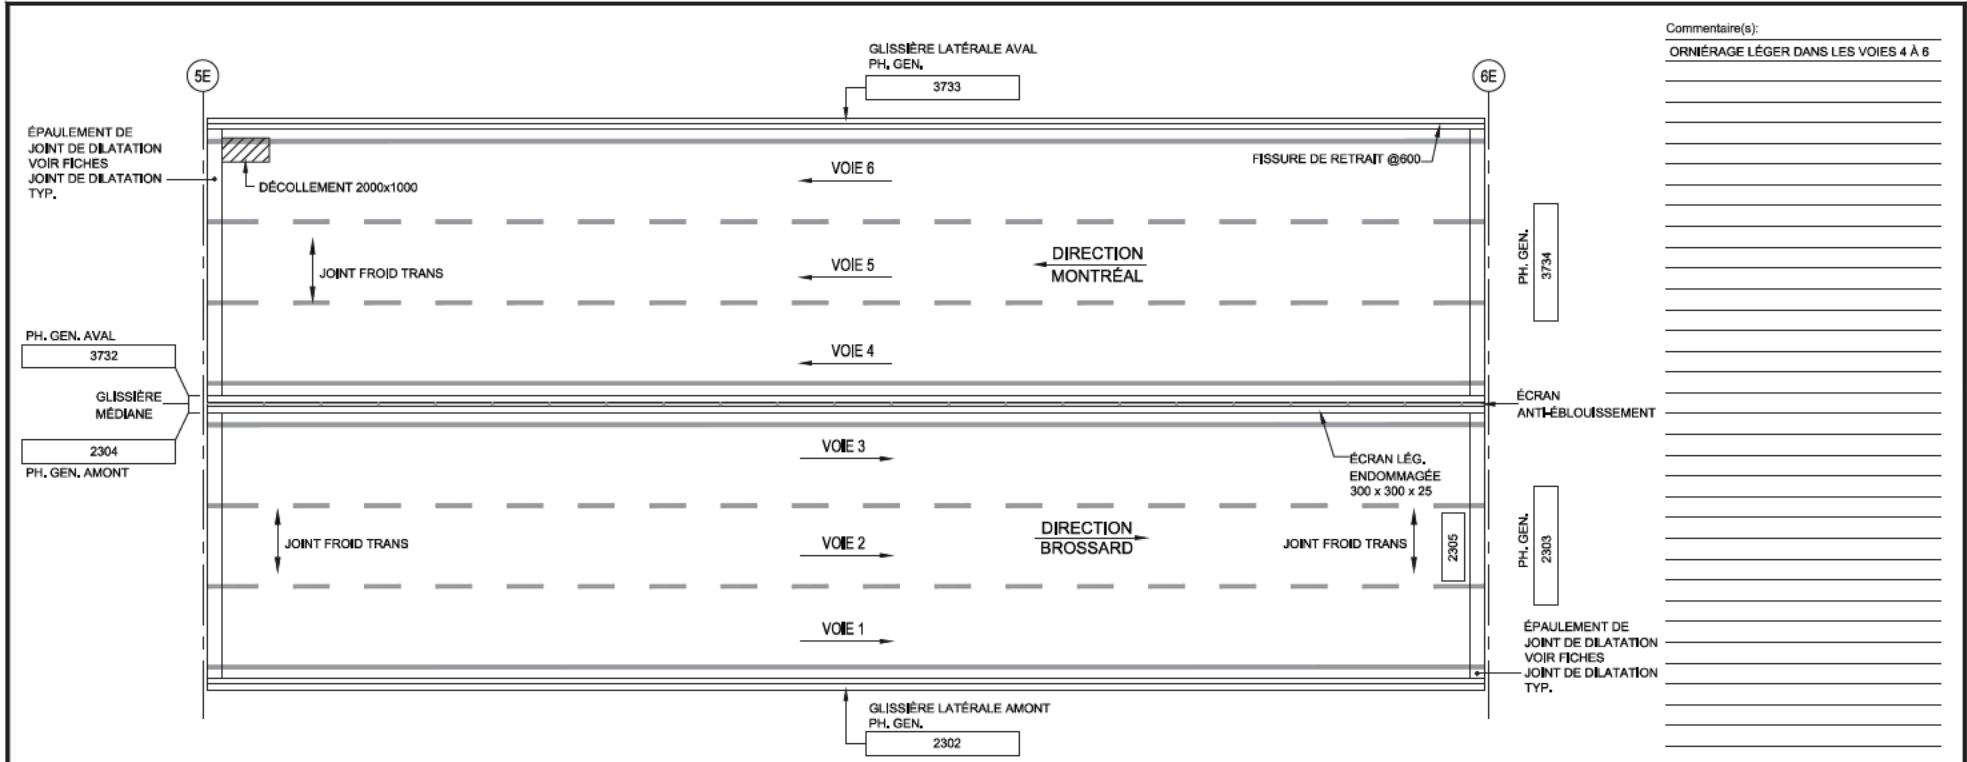 Commentaire(s):
ORNIÉRAGE LÉGER DANS LES VOIES 4 À 6
GLISSIÈRE LATÉRALE AVAL
PH. GEN.
3733
5E
6E
ÉPAULEMENT DE
JOINT DE DILATATION
VOIR FICHES
JOINT DE DILATATION
TYP.
DÉCOLLEMENT 2000x1000
VOIE 6
FISSURE DE RETRAIT @600
JOINT FROID TRANS
VOIE 5
DIRECTION
MONTRÉAL
PH. GEN.
3734
PH. GEN. AVAL
3732
VOIE 4
GLISSIÈRE
MÉDIANE
ÉCRAN
ANTI-ÉBLOUISSEMENT
2304
PH. GEN. AMONT
VOIE 3
ÉCRAN LÉG.
ENDOMMAGÉE
300 x 300 x 25
JOINT FROID TRANS
VOIE 2
DIRECTION
BROSSARD
JOINT FROID TRANS
2305
PH. GEN.
2303
VOIE 1
ÉPAULEMENT DE
JOINT DE DILATATION
VOIR FICHES
JOINT DE DILATATION
TYP.
GLISSIÈRE LATÉRALE AMONT
PH. GEN.
2302